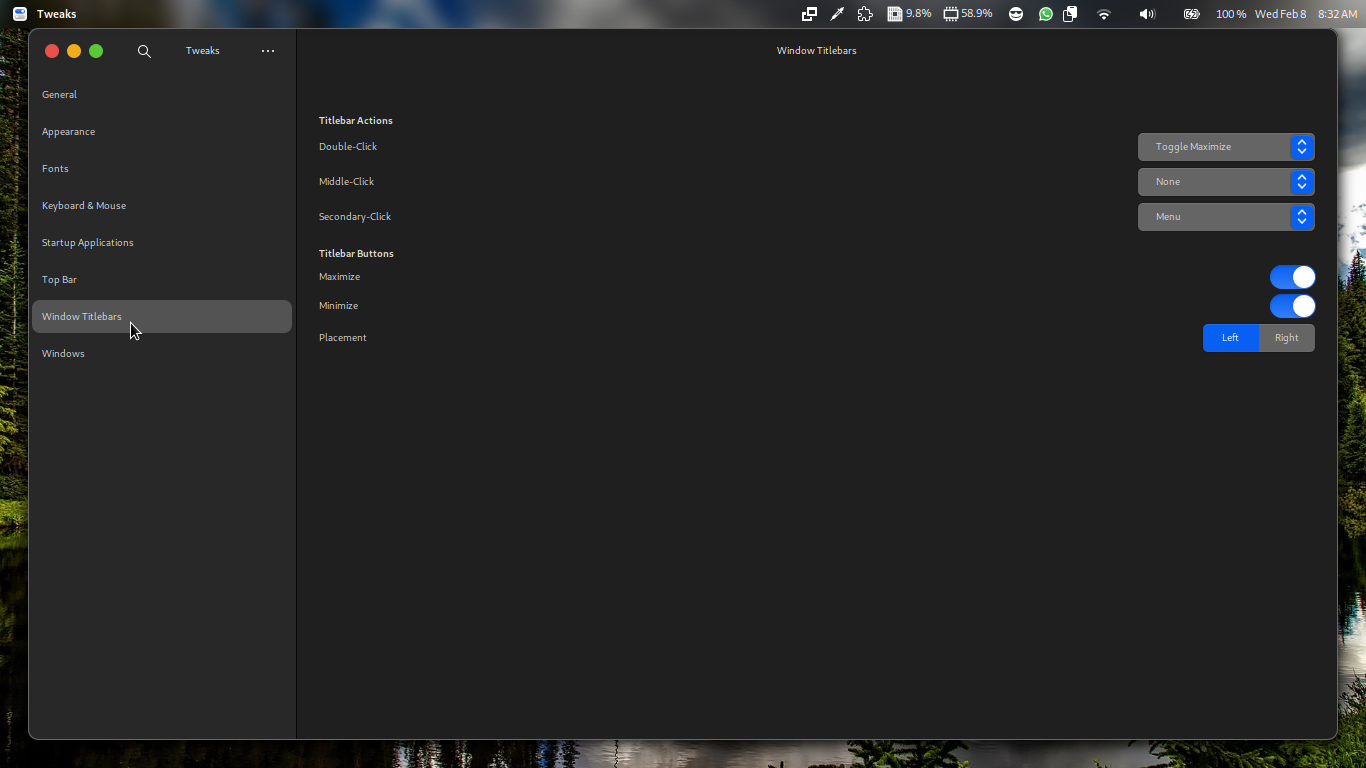 Tweaks 9.8% 58.9% 100 % Wed Feb 8 8:32 AM
Tweaks
Window Titlebars
General
Appearance
Fonts
Keyboard & Mouse
Startup Applications
Top Bar
Window Titlebars
Windows
Titlebar Actions
Double-Click Toggle Maximize
Middle-Click None
Secondary-Click Menu
Titlebar Buttons
Maximize
Minimize
Placement Left Right